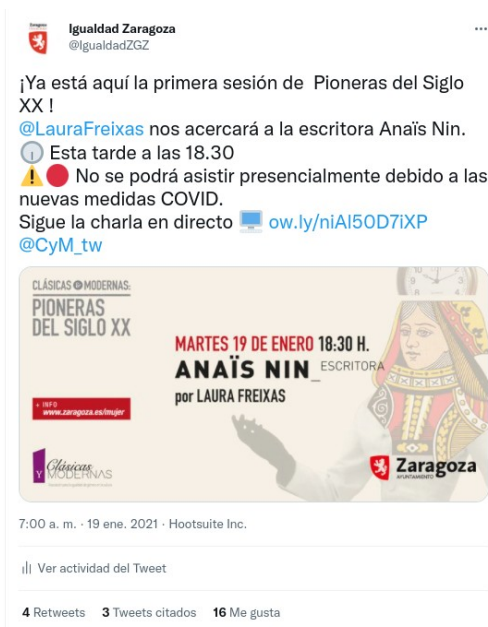 Igualdad Zaragoza
@IgualdadZGZ
¡Ya está aquí la primera sesión de Pioneras del Siglo
XX !
@LauraFreixas nos acercará a la escritora Anaïs Nin.
Esta tarde a las 18.30
No se podrá asistir presencialmente debido a las
nuevas medidas COVID.
Sigue la charla en directo ow.ly/niAI50D7iXP
@CyM_tw
CLÁSICAS Y MODERNAS:
PIONERAS
DEL SIGLO XX
MARTES 19 DE ENERO 18:30 H.
ANAÏS NIN_ESCRITORA
por LAURA FREIXAS
INFO
www.zaragoza.es/mujer
Clásicas
Y MODERNAS
Zaragoza
AYUNTAMIENTO
7:00 a. m. · 19 ene. 2021 · Hootsuite Inc.
Ver actividad del Tweet
4 Retweets 3 Tweets citados 16 Me gusta